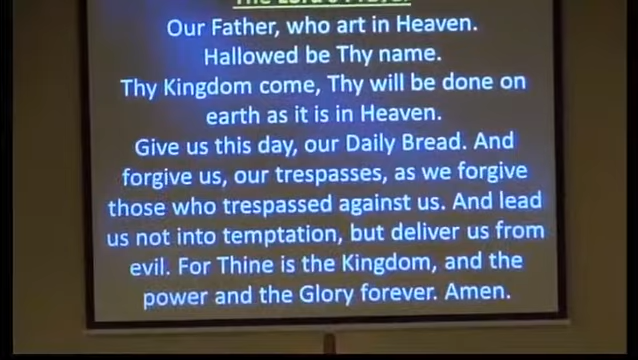 The Lord's Prayer
Our Father, who art in Heaven.
Hallowed be Thy name.
Thy Kingdom come, Thy will be done on
earth as it is in Heaven.
Give us this day, our Daily Bread. And
forgive us, our trespasses, as we forgive
those who trespassed against us. And lead
us not into temptation, but deliver us from
evil. For Thine is the Kingdom, and the
power and the Glory forever. Amen.